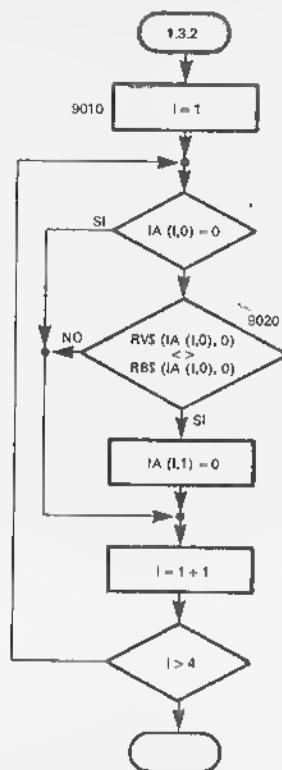 1.3.2
9010
I = 1
SI
IA (I,0) = 0
9020
NO
RVS (IA (I,0), 0)
<>
RBS (IA (I,0), 0)
SI
IA (I,1) = 0
I = 1 + 1
I > 4